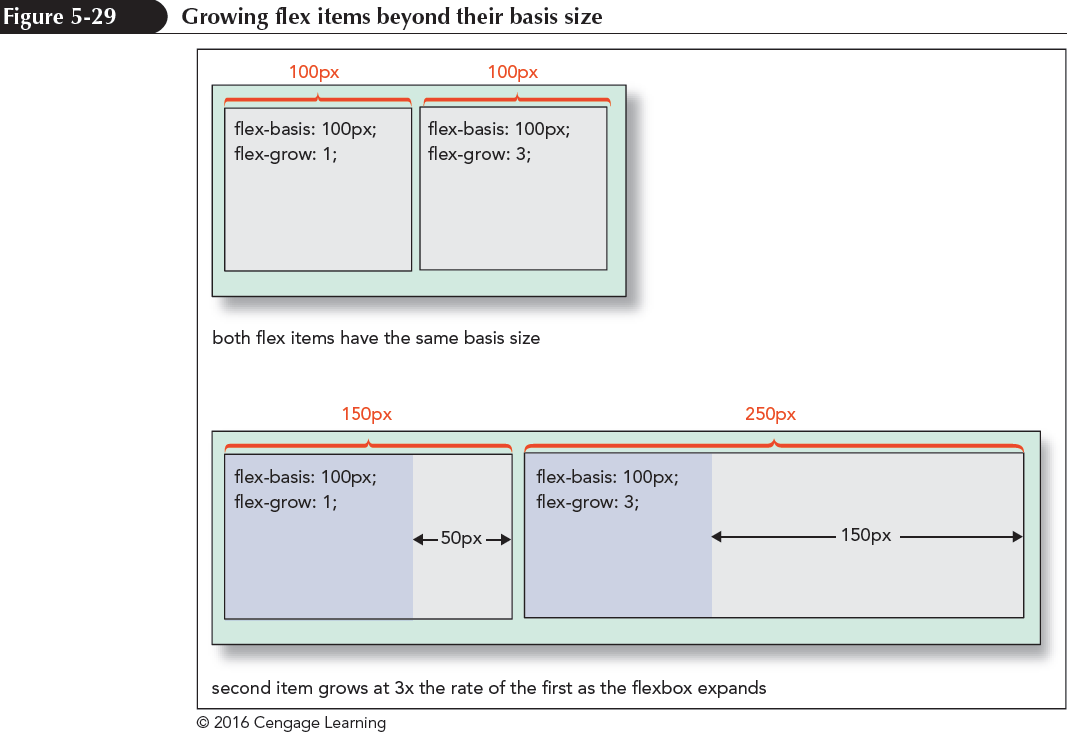 Figure 5-29 Growing flex items beyond their basis size
100px 100px
flex-basis: 100px;
flex-grow: 1;
flex-basis: 100px;
flex-grow: 3;
both flex items have the same basis size
150px 250px
flex-basis: 100px;
flex-grow: 1;
50px
flex-basis: 100px;
flex-grow: 3;
150px
second item grows at 3x the rate of the first as the flexbox expands
© 2016 Cengage Learning